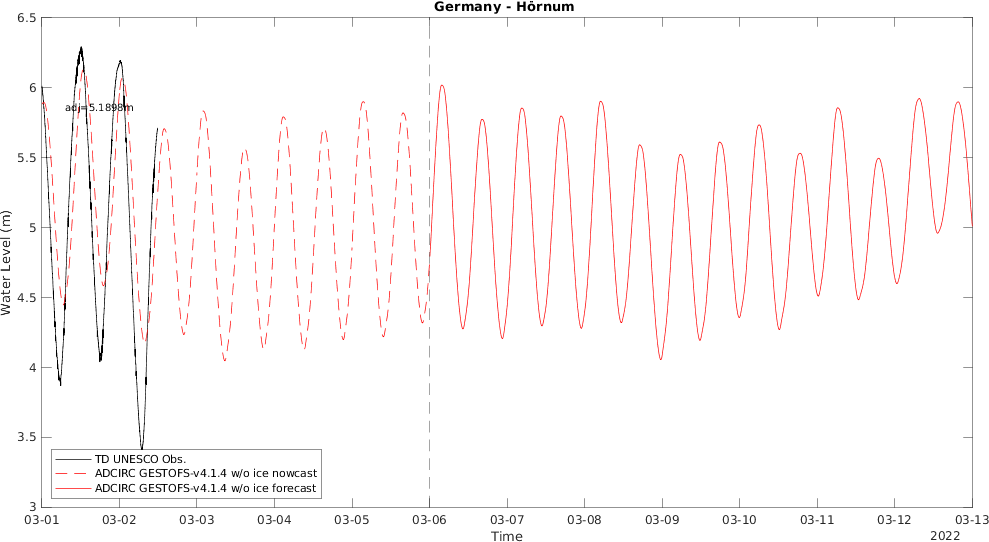 Germany - Hörnum
6.5
6
5.5
5
4.5
4
3.5
3
Water Level (m)
adj=5.1898m
TD UNESCO Obs.
ADCIRC GESTOFS-v4.1.4 w/o ice nowcast
ADCIRC GESTOFS-v4.1.4 w/o ice forecast
03-01 03-02 03-03 03-04 03-05 03-06 03-07 03-08 03-09 03-10 03-11 03-12 03-13
Time
2022